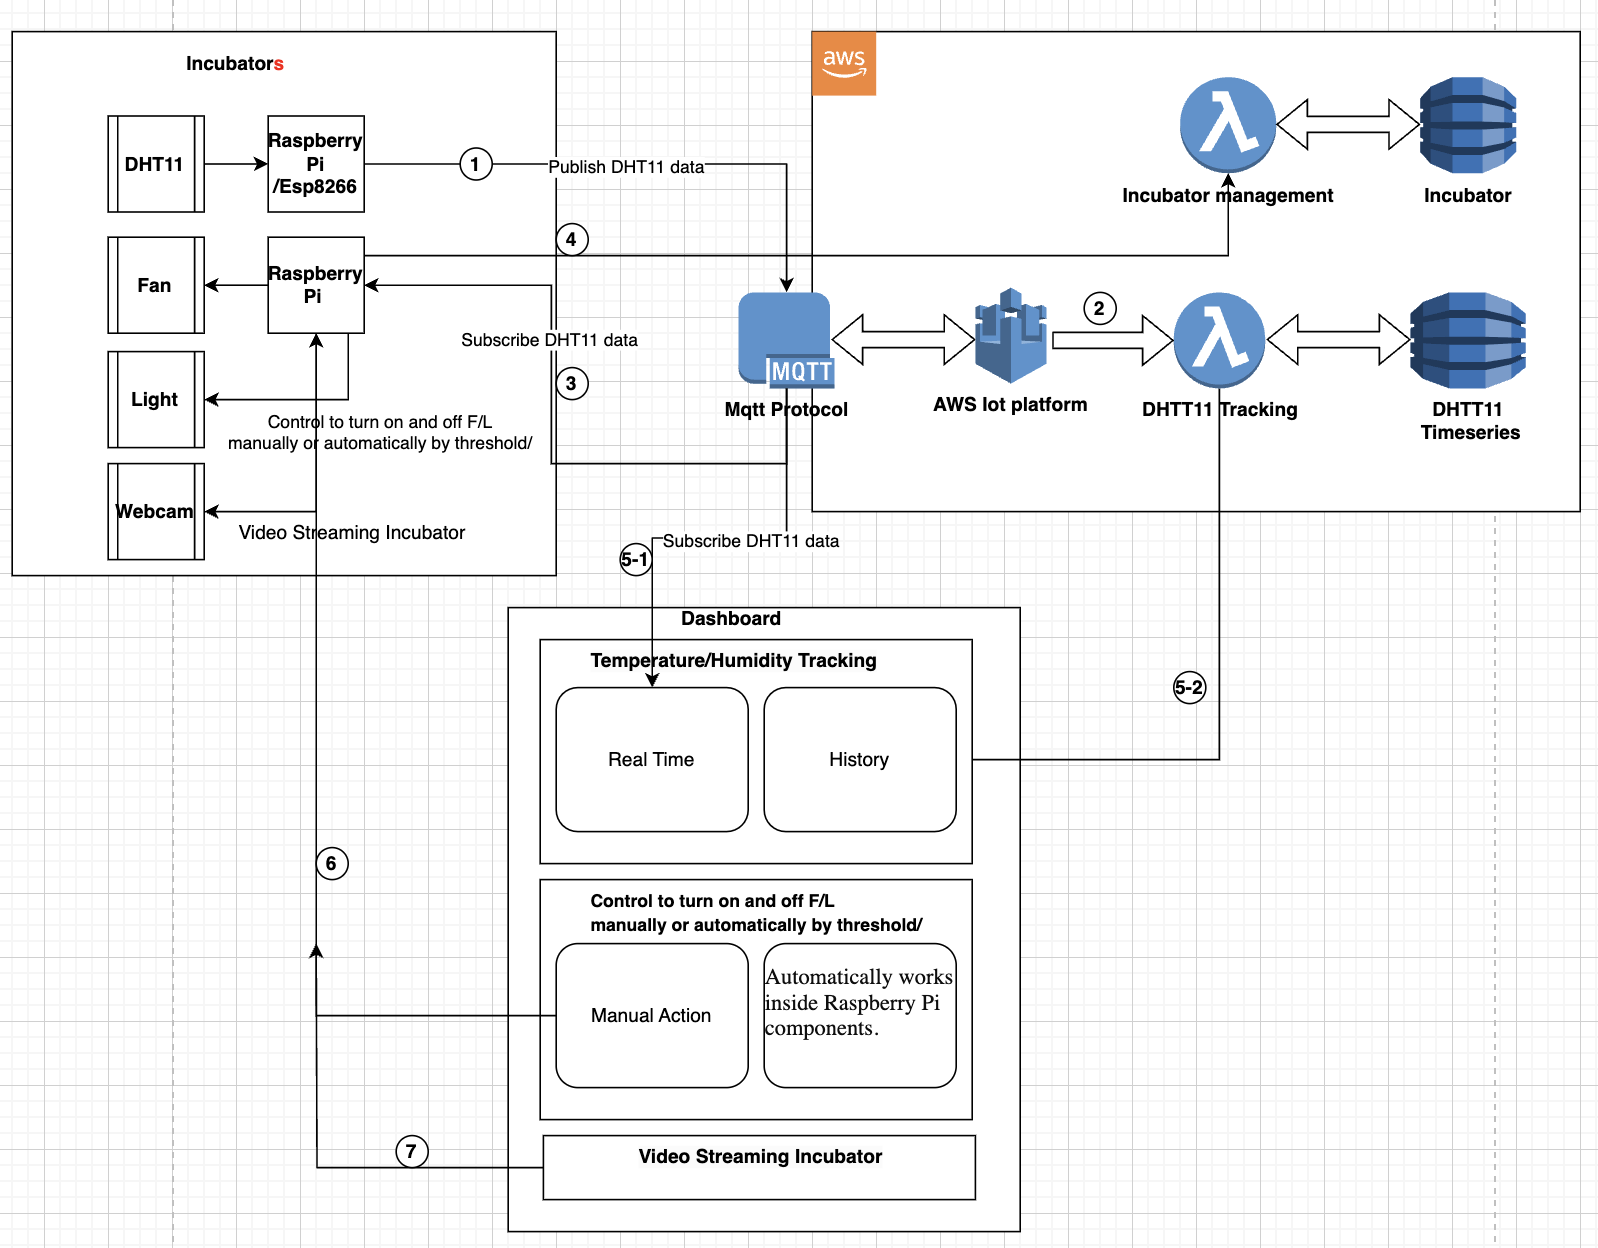 Incubators
aws
DHT11
Raspberry
Pi
/Esp8266
1
Publish DHT11 data
Incubator management
Incubator
4
Fan
Raspberry
Pi
Subscribe DHT11 data
3
MQTT
Mqtt Protocol
AWS Iot platform
2
DHTT11 Tracking
DHTT11
Timeseries
Light
Control to turn on and off F/L
manually or automatically by threshold/
Webcam
Video Streaming Incubator
Subscribe DHT11 data
5-1
Dashboard
Temperature/Humidity Tracking
Real Time
History
5-2
6
Control to turn on and off F/L
manually or automatically by threshold/
Manual Action
Automatically works
inside Raspberry Pi
components.
7
Video Streaming Incubator